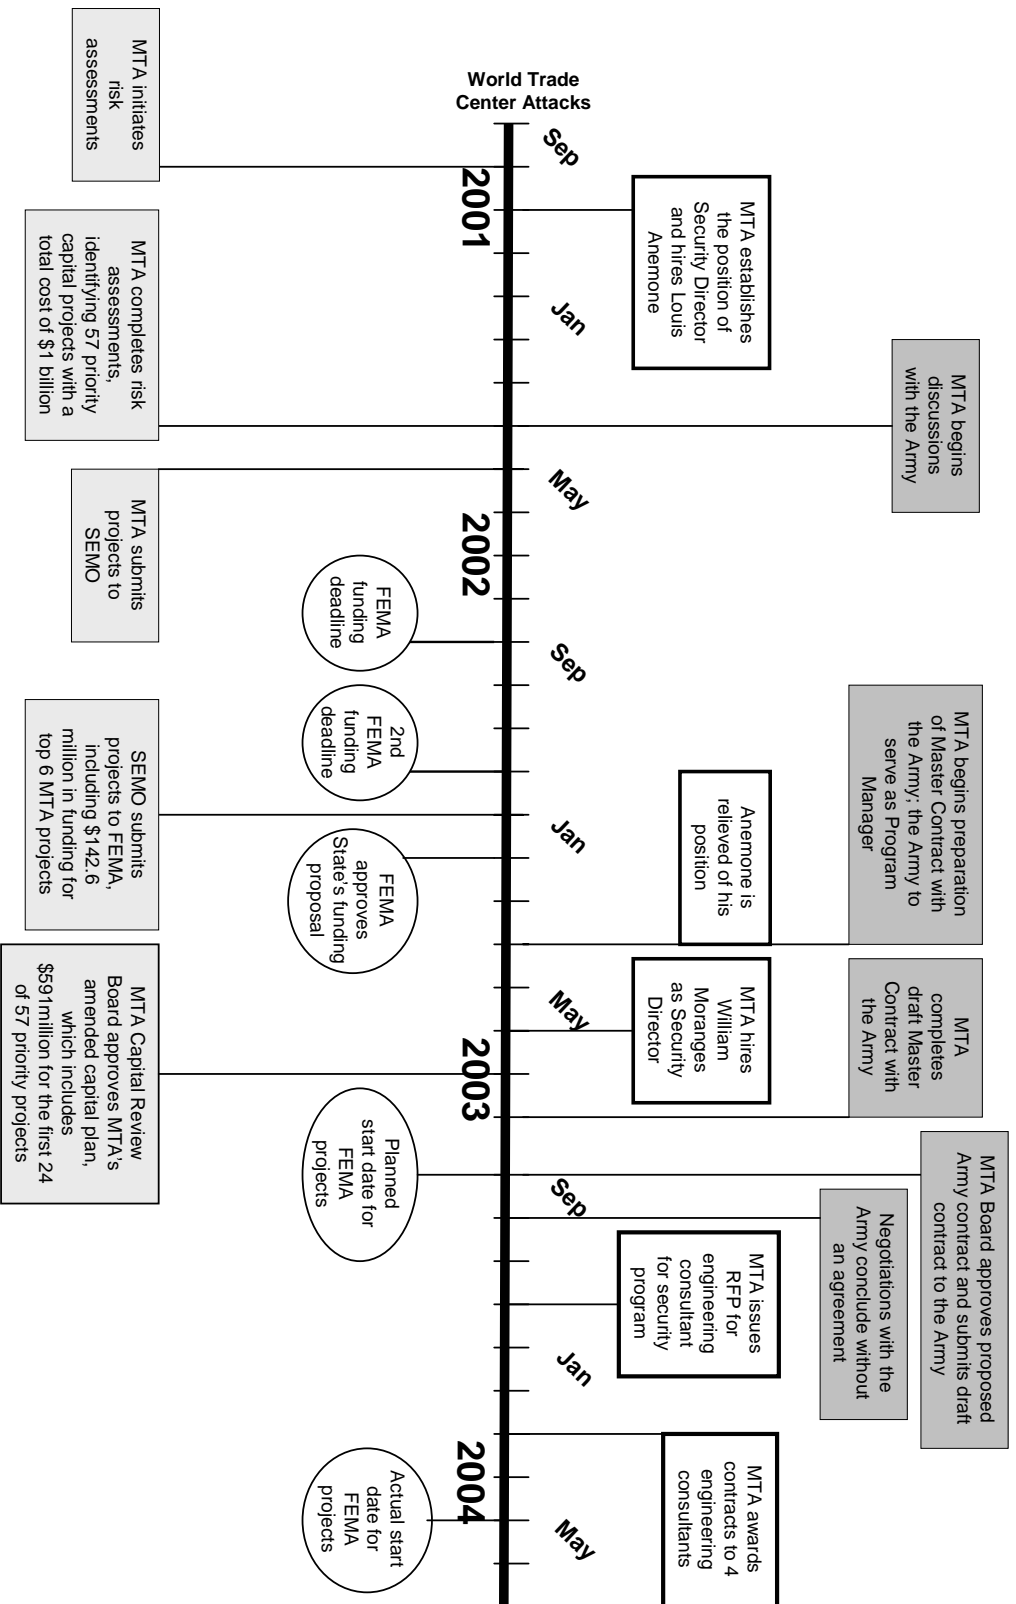 World Trade
Center Attacks
Sep
2001
Jan
May
2002
Sep
Jan
May
2003
Sep
Jan
2004
May
MTA begins
discussions
with the Army
MTA begins preparation
of Master Contract with
the Army; the Army to
serve as Program
Manager
MTA
completes
draft Master
Contract with
the Army
MTA Board approves proposed
Army contract and submits draft
contract to the Army
Negotiations with the
Army conclude without
an agreement
MTA establishes
the position of
Security Director
and hires Louis
Anemone
Anemone is
relieved of his
position
MTA hires
William
Moranges
as Security
Director
MTA issues
RFP for
engineering
consultant
for security
program
MTA awards
contracts to 4
engineering
consultants
FEMA
funding
deadline
2nd
FEMA
funding
deadline
FEMA
approves
State's funding
proposal
Planned
start date for
FEMA
projects
Actual start
date for
FEMA
projects
MTA initiates
risk
assessments
MTA completes risk
assessments,
identifying 57 priority
capital projects with a
total cost of $1 billion
MTA submits
projects to
SEMO
SEMO submits
projects to FEMA,
including $142.6
million in funding for
top 6 MTA projects
MTA Capital Review
Board approves MTA's
amended capital plan,
which includes
$591million for the first 24
of 57 priority projects